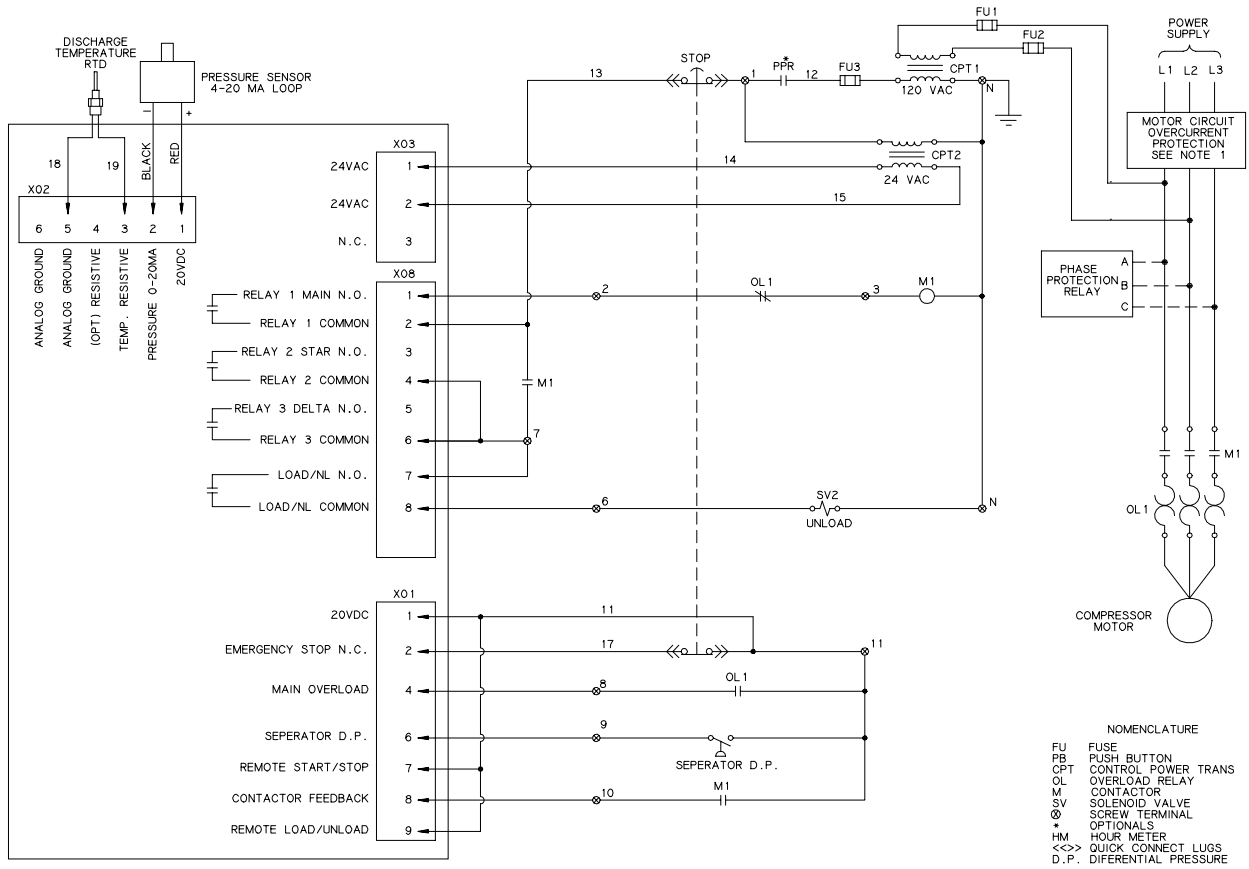 DISCHARGE
TEMPERATURE
RTD
PRESSURE SENSOR
4-20 MA LOOP
—
+
18
19
BLACK
RED
X02
6 5 4 3 2 1
ANALOG GROUND
ANALOG GROUND
(OPT) RESISTIVE
TEMP. RESISTIVE
PRESSURE 0-20MA
20VDC
13
STOP
1
*
PPR
12
FU3
CPT1
120 VAC
N
FU1
FU2
POWER
SUPPLY
L1 L2 L3
MOTOR CIRCUIT
OVERCURRENT
PROTECTION
SEE NOTE 1
X03
24VAC 1
24VAC 2
N.C. 3
14
15
CPT2
24 VAC
PHASE
PROTECTION
RELAY
A
B
C
X08
RELAY 1 MAIN N.O. 1
RELAY 1 COMMON 2
RELAY 2 STAR N.O. 3
RELAY 2 COMMON 4
RELAY 3 DELTA N.O. 5
RELAY 3 COMMON 6
LOAD/NL N.O. 7
LOAD/NL COMMON 8
2
OL1
3
M1
M1
7
6
SV2
UNLOAD
N
M1
OL1
COMPRESSOR
MOTOR
X01
20VDC 1
EMERGENCY STOP N.C. 2
MAIN OVERLOAD 4
SEPERATOR D.P. 6
REMOTE START/STOP 7
CONTACTOR FEEDBACK 8
REMOTE LOAD/UNLOAD 9
11
17
11
8
OL1
9
SEPERATOR D.P.
10
M1
NOMENCLATURE
FU FUSE
PB PUSH BUTTON
CPT CONTROL POWER TRANS
OL OVERLOAD RELAY
M CONTACTOR
SV SOLENOID VALVE
⊗ SCREW TERMINAL
* OPTIONALS
HM HOUR METER
<<>> QUICK CONNECT LUGS
D.P. DIFERENTIAL PRESSURE